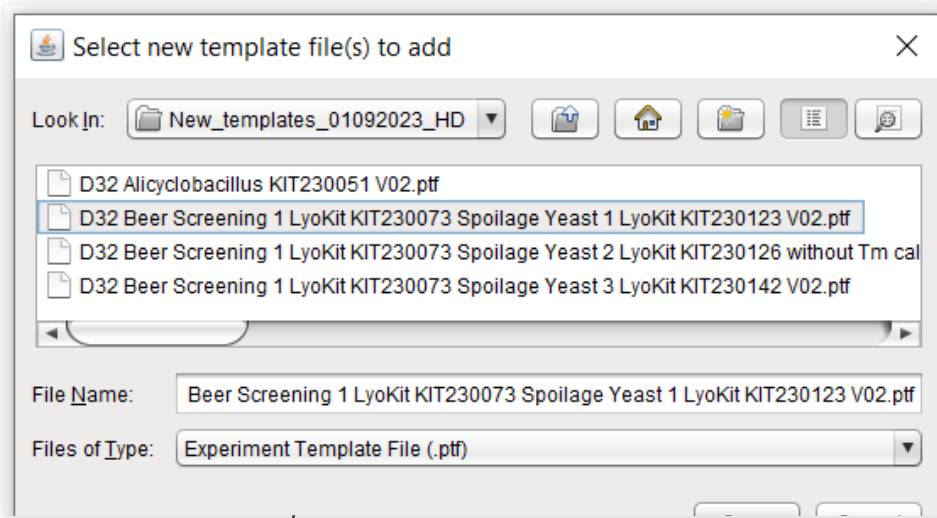 Select new template file(s) to add
Look In: New_templates_01092023_HD
D32 Alicyclobacillus KIT230051 V02.ptf
D32 Beer Screening 1 LyoKit KIT230073 Spoilage Yeast 1 LyoKit KIT230123 V02.ptf
D32 Beer Screening 1 LyoKit KIT230073 Spoilage Yeast 2 LyoKit KIT230126 without Tm cal
D32 Beer Screening 1 LyoKit KIT230073 Spoilage Yeast 3 LyoKit KIT230142 V02.ptf
File Name: Beer Screening 1 LyoKit KIT230073 Spoilage Yeast 1 LyoKit KIT230123 V02.ptf
Files of Type: Experiment Template File (.ptf)